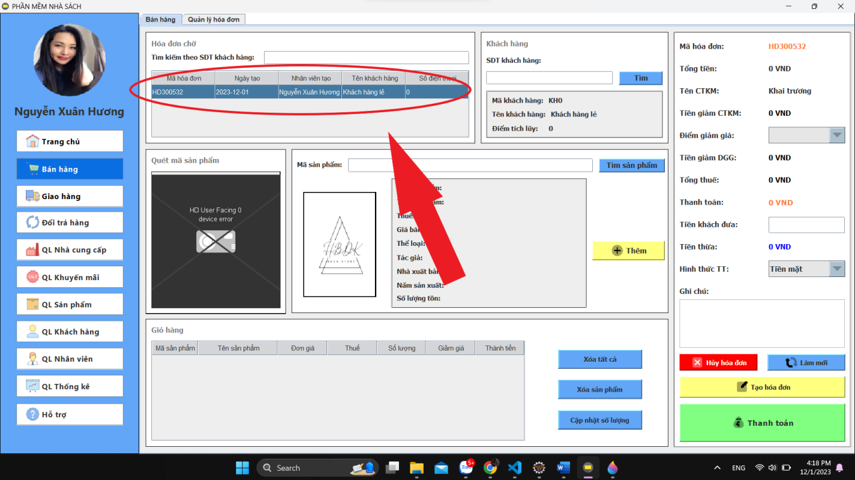 PHẦN MỀM NHÀ SÁCH
Bán hàng
Quản lý hóa đơn
Nguyễn Xuân Hương
Trang chủ
Bán hàng
Giao hàng
Đổi trả hàng
QL Nhà cung cấp
QL Khuyến mãi
QL Sản phẩm
QL Khách hàng
QL Nhân viên
QL Thống kê
Hỗ trợ
Hóa đơn chờ
Tìm kiếm theo SDT khách hàng:
Mã hóa đơn Ngày tạo Nhân viên tạo Tên khách hàng Số điện thoại
HD300532 2023-12-01 Nguyễn Xuân Hương Khách hàng lẻ 0
Khách hàng
SDT khách hàng:
Tìm
Mã khách hàng: KH0
Tên khách hàng: Khách hàng lẻ
Điểm tích lũy: 0
Quét mã sản phẩm
HD User Facing 0
device error
Mã sản phẩm:
Tìm sản phẩm
HBDK
Thuế
Giá bán
Thể loại:
Tác giả:
Nhà xuất bản
Năm sản xuất:
Số lượng tồn:
Thêm
Giỏ hàng
Mã sản phẩm Tên sản phẩm Đơn giá Thuế Số lượng Giảm giá Thành tiền
Xóa tất cả
Xóa sản phẩm
Cập nhật số lượng
Mã hóa đơn: HD300532
Tổng tiền: 0 VND
Tên CTKM: Khai trương
Tiền giảm CTKM: 0 VND
Điểm giảm giá:
Tiền giảm DGG: 0 VND
Tổng thuế: 0 VND
Thanh toán: 0 VND
Tiền khách đưa:
Tiền thừa: 0 VND
Hình thức TT: Tiền mặt
Ghi chú:
Hủy hóa đơn
Làm mới
Tạo hóa đơn
Thanh toán
Search
ENG
4:18 PM
12/1/2023